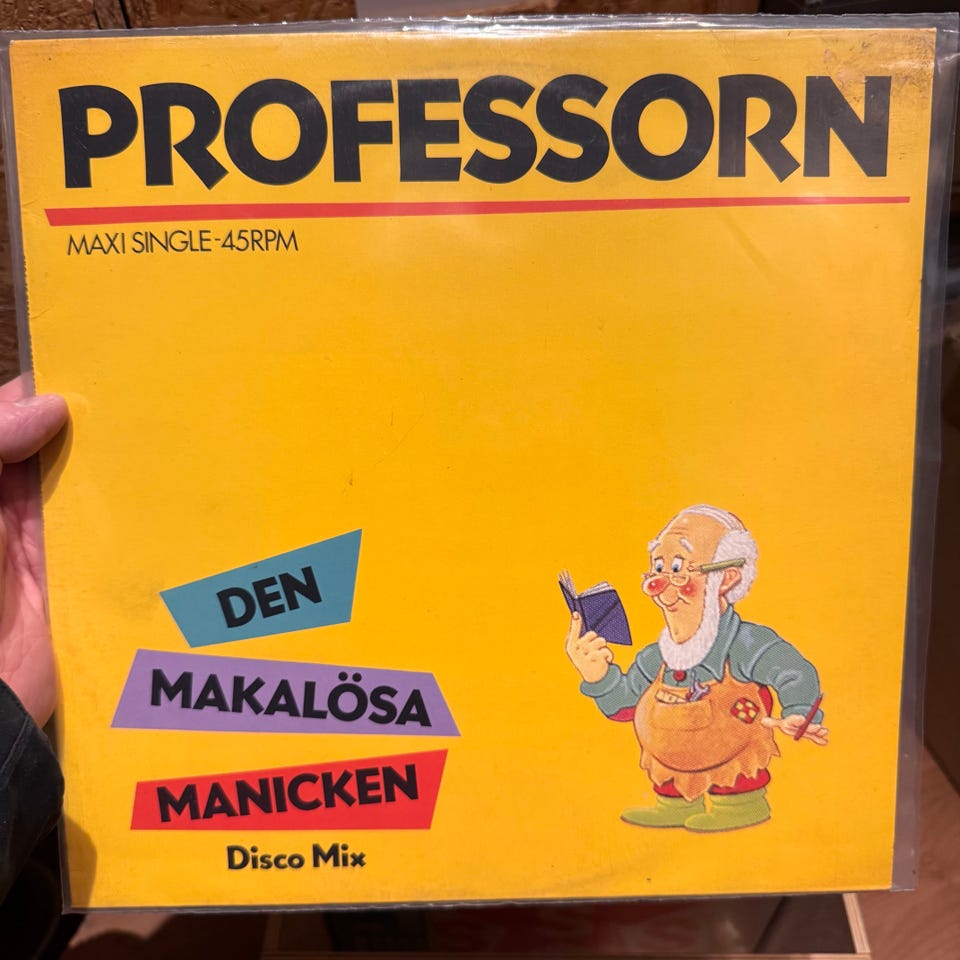 PROFESSORN
MAXI SINGLE-45RPM
DEN
MAKALÖSA
MANICKEN
Disco Mix